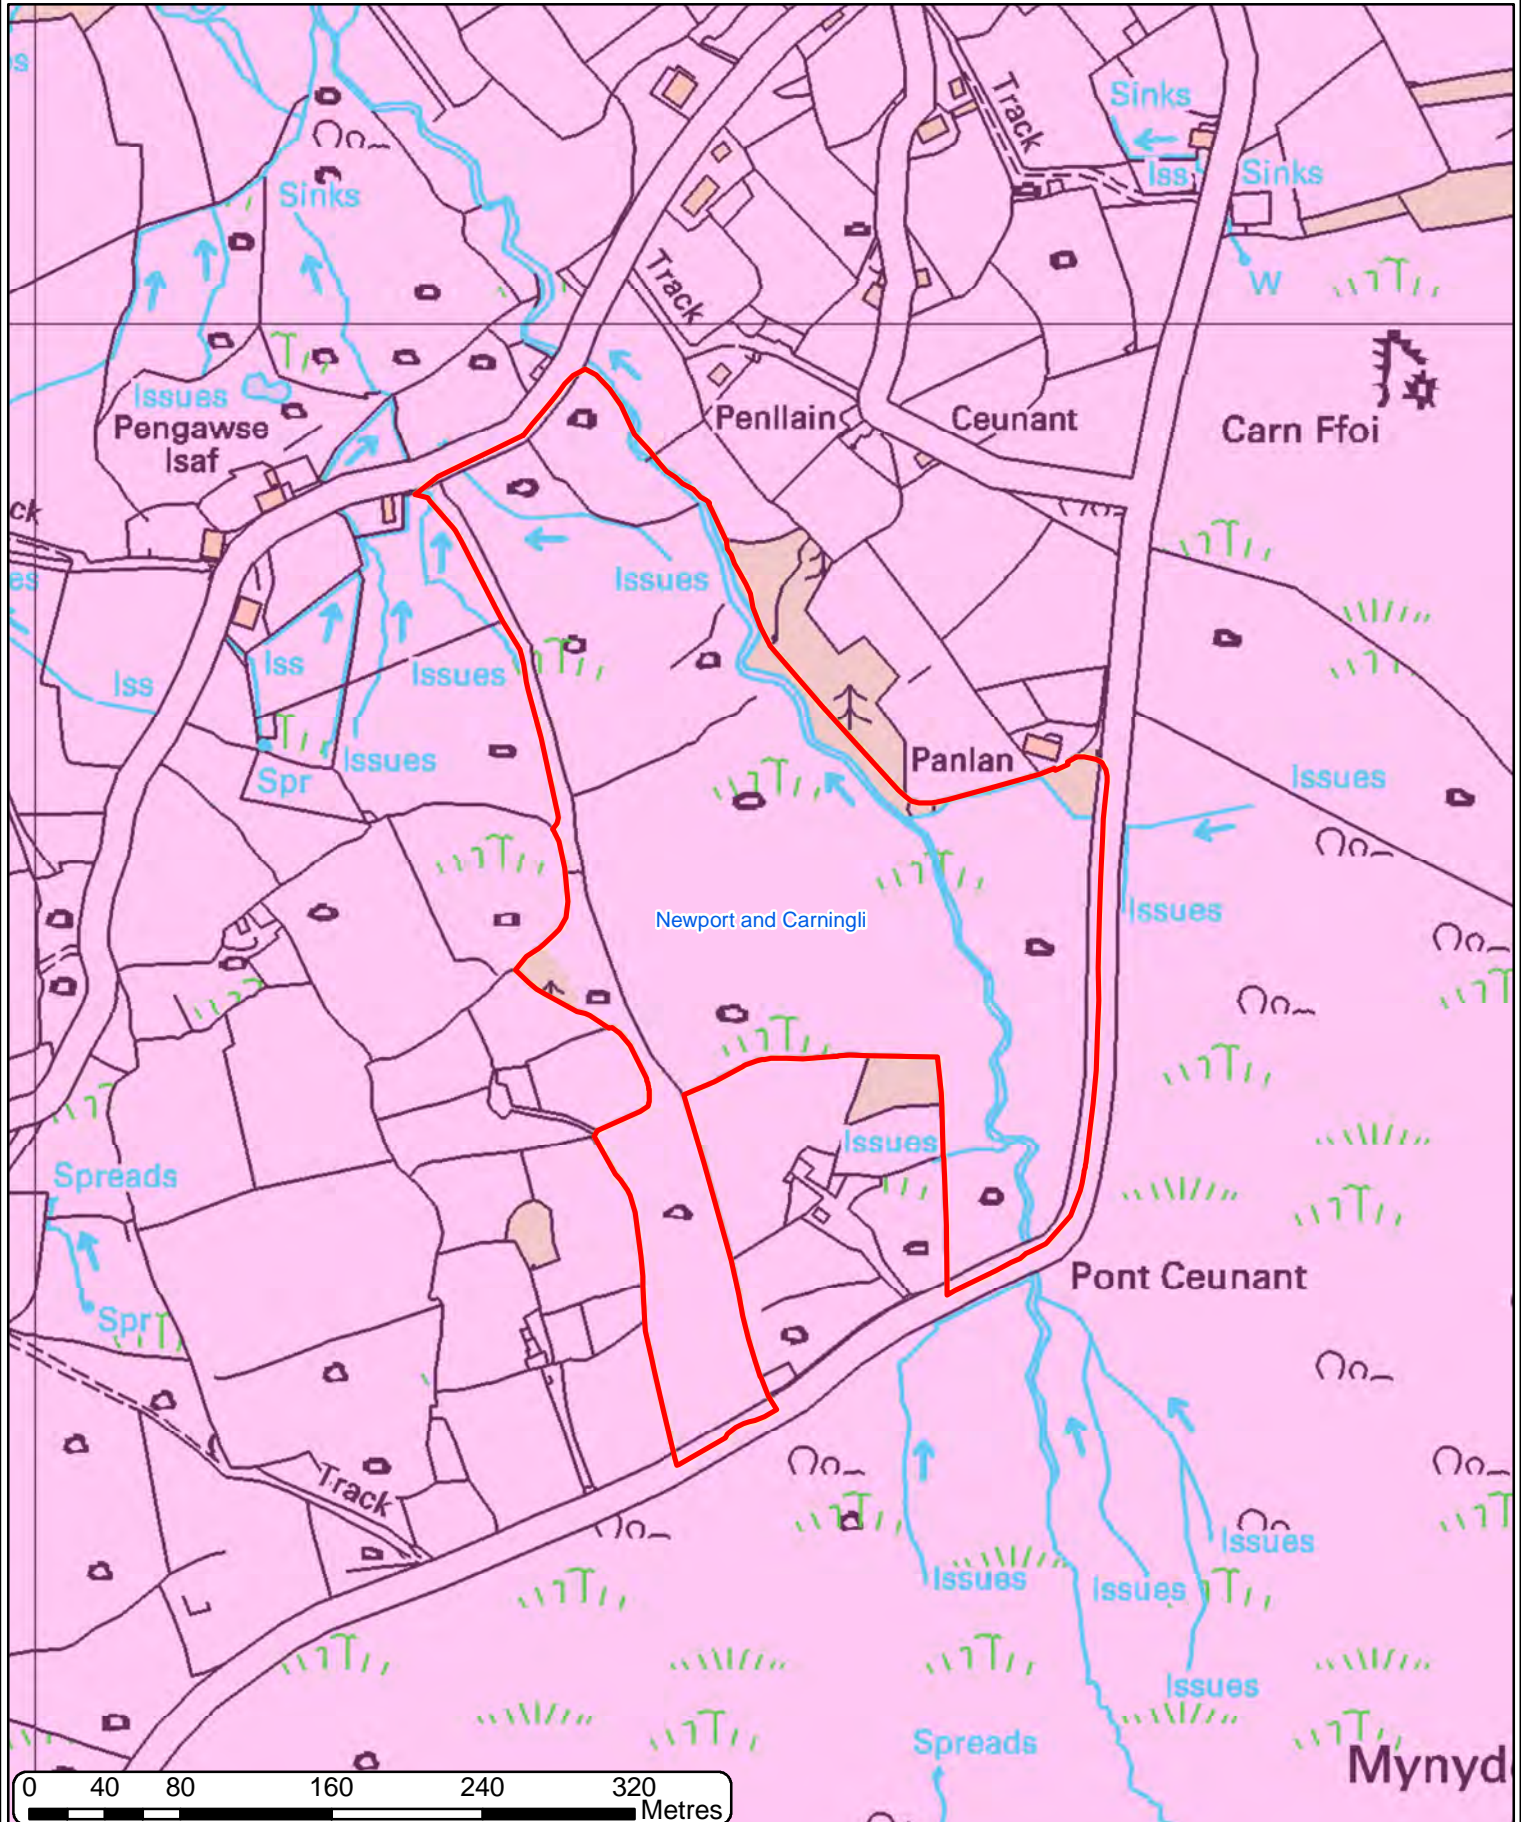 Sinks
Track
Iss
Sinks
Sinks
W
Track
Issues
Pengawse
Isaf
Penllain
Ceunant
Carn Ffoi
ck
es
Issues
Iss
Iss
Issues
Issues
Spr
Panlan
Issues
Newport and Carningli
Issues
Issues
Spreads
Spr
Pont Ceunant
Track
Issues
Issues
Issues
Issues
Spreads
Mynyd
0 40 80 160 240 320
Metres